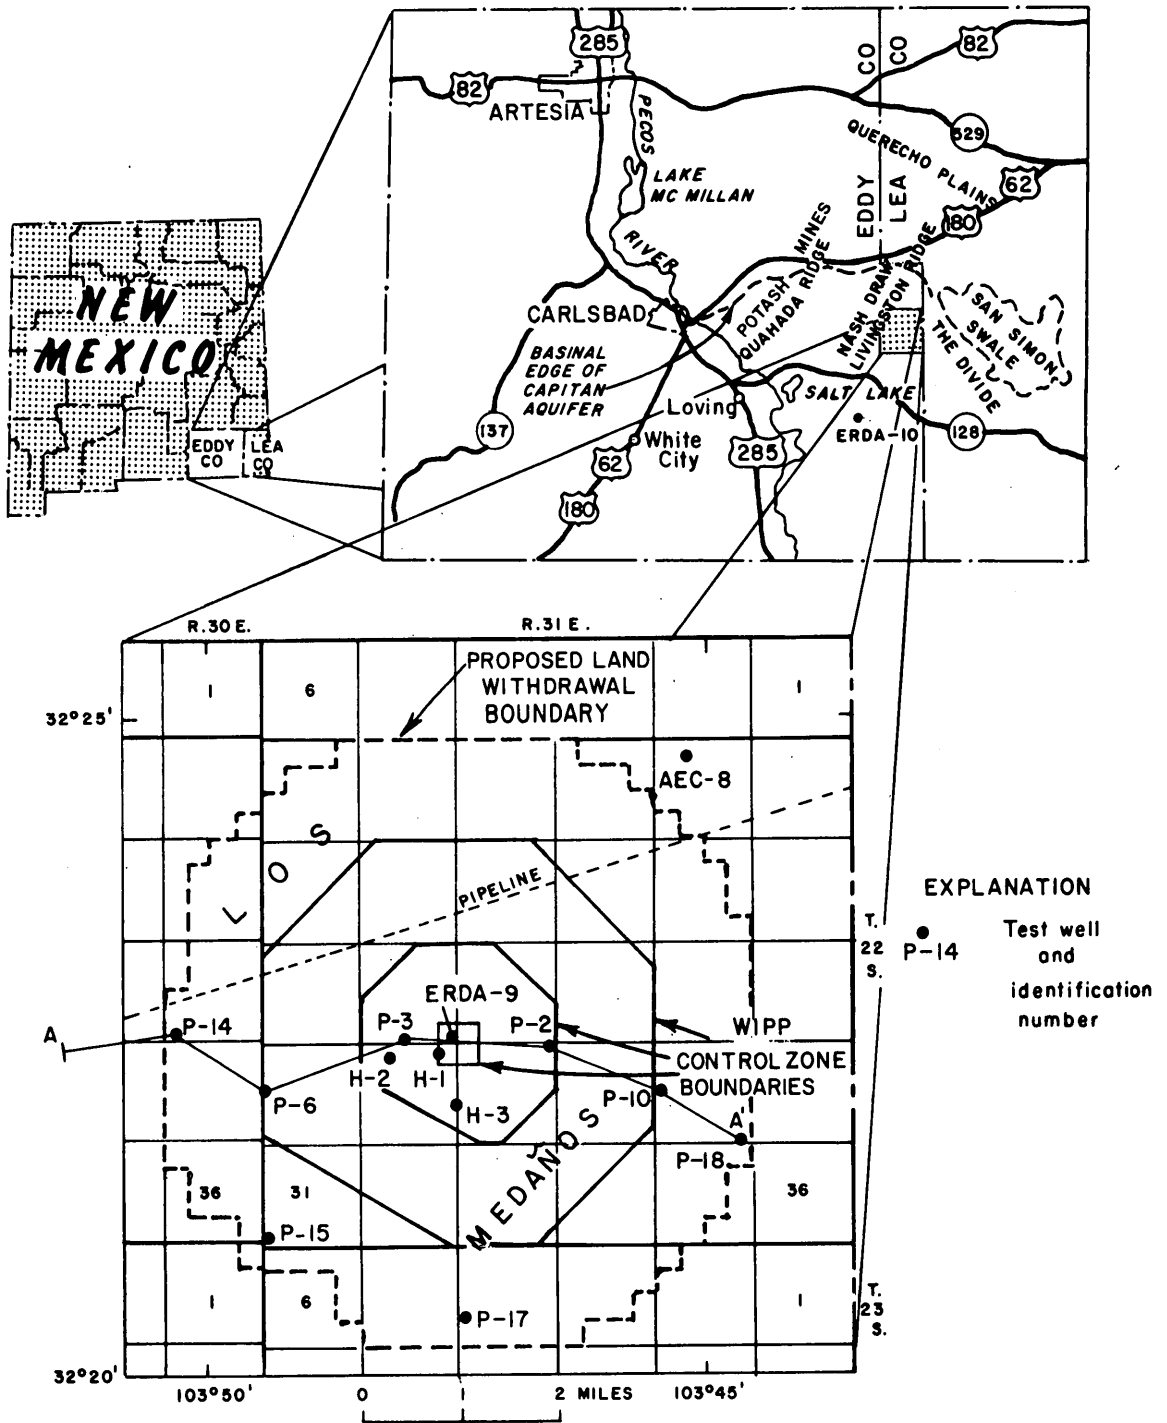 285
82
ARTESIA
PECOS
RIVER
LAKE
MC MILLAN
EDDY CO
LEA CO
82
529
QUERECHO PLAINS
62
180
NEW
MEXICO
EDDY
CO
LEA
CO
CARLSBAD
BASINAL
EDGE OF
CAPITAN
AQUIFER
POTASH MINES
QUAHADA RIDGE
NASH DRAW
LIVINGSTON RIDGE
SAN SIMON
SWALE
THE DIVIDE
SALT LAKE
Loving
137
White
City
62
180
285
ERDA-10
128
R.30 E.
R.31 E.
PROPOSED LAND
WITHDRAWAL
BOUNDARY
1
6
1
32°25'
AEC-8
LOS
PIPELINE
EXPLANATION
P-14
Test well
and
identification
number
T.
22
S.
ERDA-9
A
P-14
P-3
P-2
WIPP
CONTROL ZONE
BOUNDARIES
H-2
H-1
P-6
H-3
P-10
A'
P-18
MEDAÑOS
36
31
36
P-15
1
6
1
P-17
T.
23
S.
32°20'
103°50'
0
1
2 MILES
103°45'